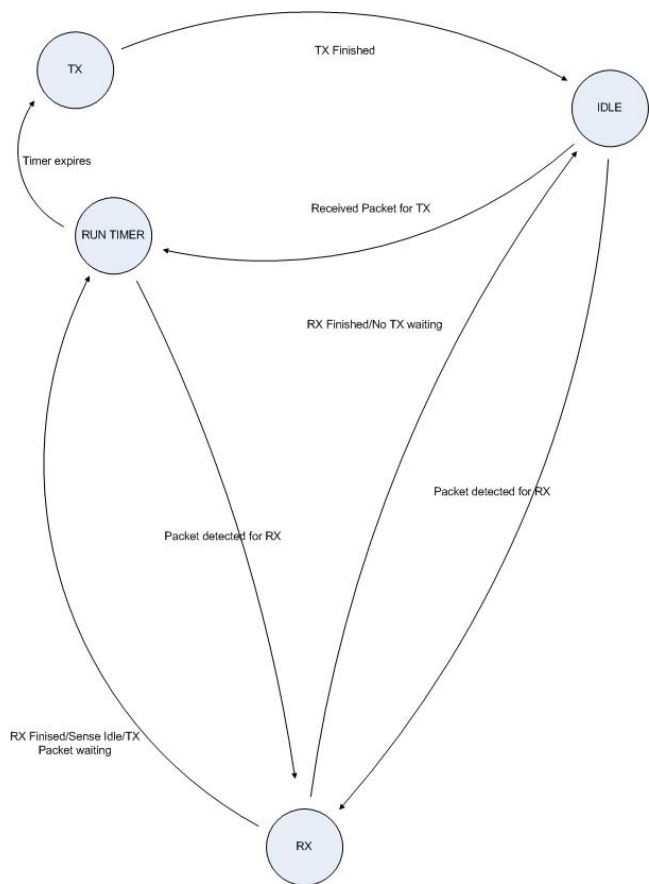 TX Finished
TX
IDLE
Timer expires
Received Packet for TX
RUN TIMER
RX Finished/No TX waiting
Packet detected for RX
Packet detected for RX
RX Finised/Sense Idle/TX
Packet waiting
RX